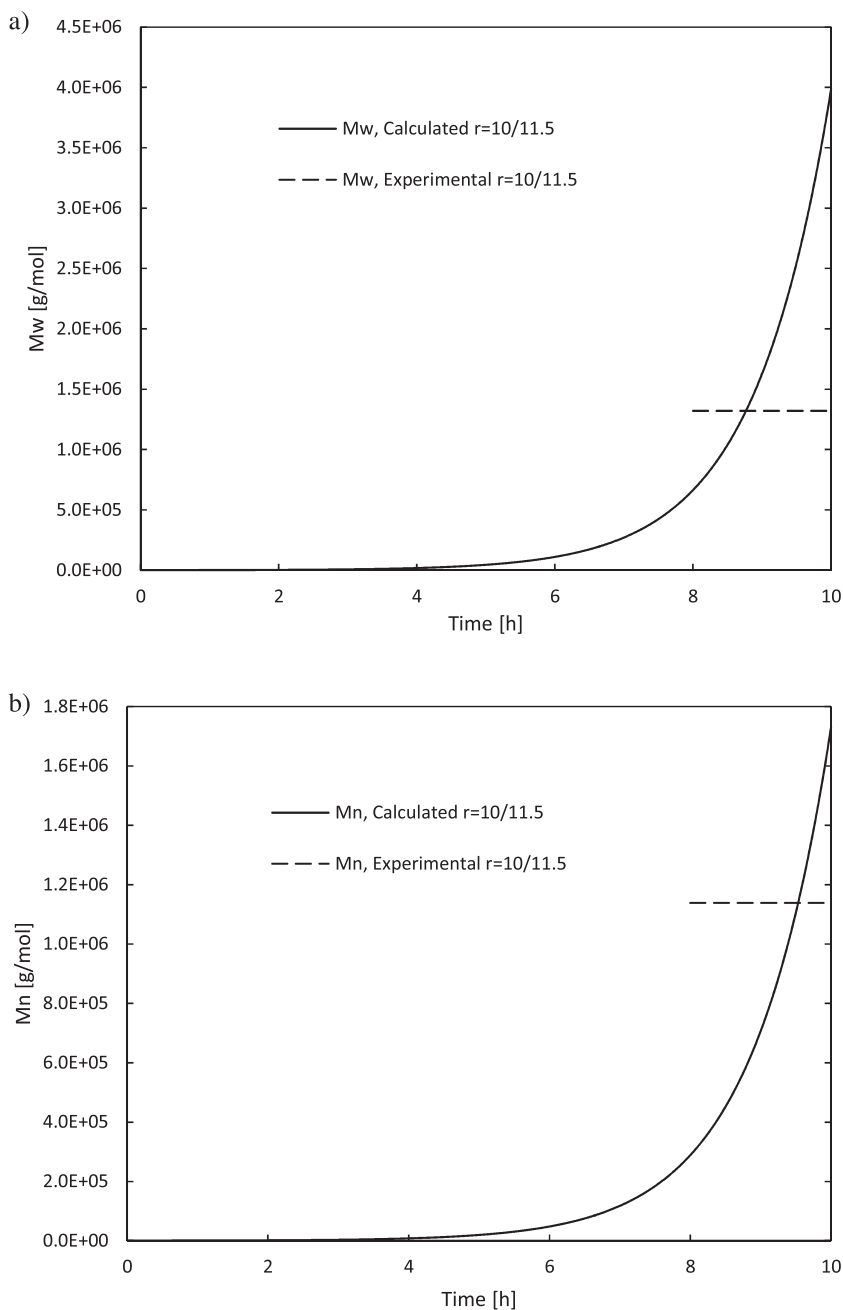 a)
4.5E+06
4.0E+06
3.5E+06
3.0E+06
2.5E+06
2.0E+06
1.5E+06
1.0E+06
5.0E+05
0.0E+00
Mw [g/mol]
Mw, Calculated r=10/11.5
Mw, Experimental r=10/11.5
0 2 4 6 8 10
Time [h]
b)
1.8E+06
1.6E+06
1.4E+06
1.2E+06
1.0E+06
8.0E+05
6.0E+05
4.0E+05
2.0E+05
0.0E+00
Mn [g/mol]
Mn, Calculated r=10/11.5
Mn, Experimental r=10/11.5
0 2 4 6 8 10
Time [h]